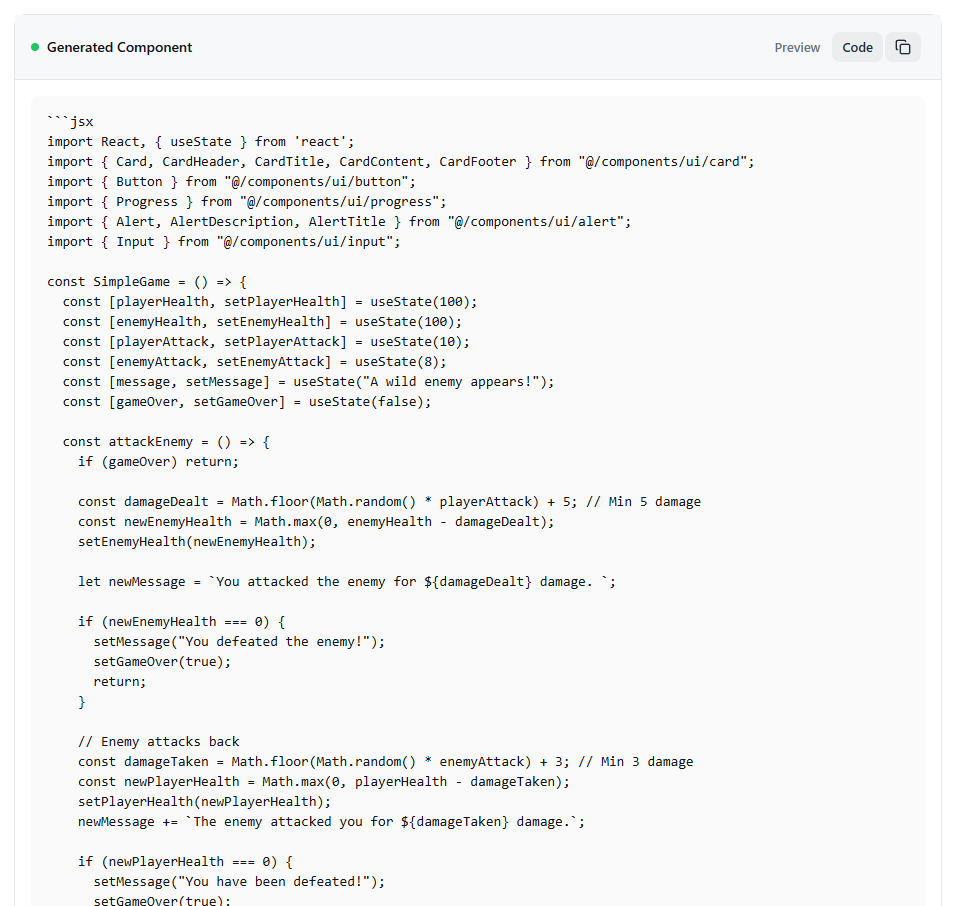 Generated Component
Preview
Code
```jsx
import React, { useState } from 'react';
import { Card, CardHeader, CardTitle, CardContent, CardFooter } from "@/components/ui/card";
import { Button } from "@/components/ui/button";
import { Progress } from "@/components/ui/progress";
import { Alert, AlertDescription, AlertTitle } from "@/components/ui/alert";
import { Input } from "@/components/ui/input";

const SimpleGame = () => {
  const [playerHealth, setPlayerHealth] = useState(100);
  const [enemyHealth, setEnemyHealth] = useState(100);
  const [playerAttack, setPlayerAttack] = useState(10);
  const [enemyAttack, setEnemyAttack] = useState(8);
  const [message, setMessage] = useState("A wild enemy appears!");
  const [gameOver, setGameOver] = useState(false);

  const attackEnemy = () => {
    if (gameOver) return;

    const damageDealt = Math.floor(Math.random() * playerAttack) + 5; // Min 5 damage
    const newEnemyHealth = Math.max(0, enemyHealth - damageDealt);
    setEnemyHealth(newEnemyHealth);

    let newMessage = `You attacked the enemy for ${damageDealt} damage. `;

    if (newEnemyHealth === 0) {
      setMessage("You defeated the enemy!");
      setGameOver(true);
      return;
    }

    // Enemy attacks back
    const damageTaken = Math.floor(Math.random() * enemyAttack) + 3; // Min 3 damage
    const newPlayerHealth = Math.max(0, playerHealth - damageTaken);
    setPlayerHealth(newPlayerHealth);
    newMessage += `The enemy attacked you for ${damageTaken} damage.`;

    if (newPlayerHealth === 0) {
      setMessage("You have been defeated!");
      setGameOver(true);